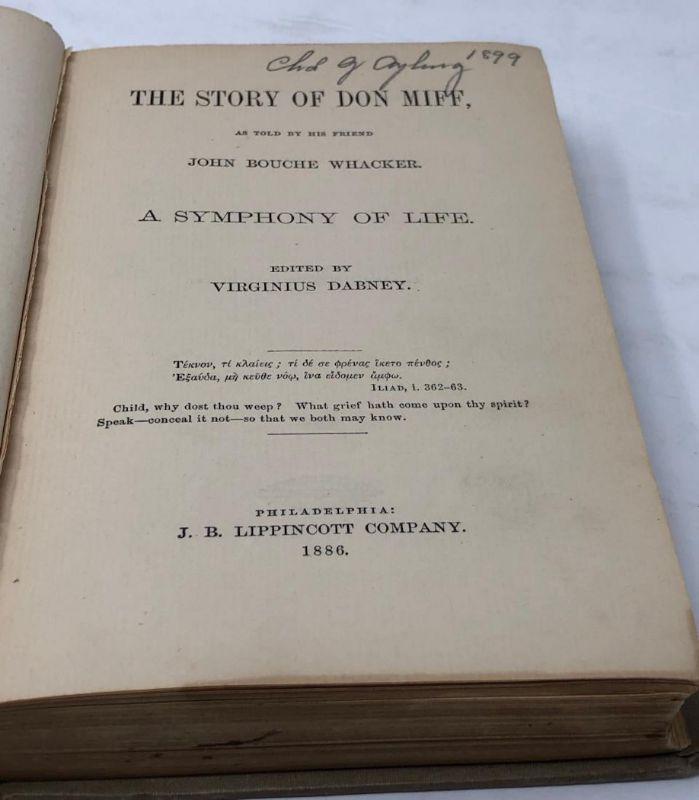 Chas G Ayling 1899
THE STORY OF DON MIFF,
AS TOLD BY HIS FRIEND
JOHN BOUCHE WHACKER.
A SYMPHONY OF LIFE.
EDITED BY
VIRGINIUS DABNEY.
Τέκνον, τί κλαίεις ; τί δέ σε φρένας ἵκετο πένθος ;
Ἐξαύδα, μὴ κεῦθε νόῳ, ἵνα εἴδομεν ἄμφω.
ILIAD, i. 362–63.
Child, why dost thou weep ? What grief hath come upon thy spirit?
Speak—conceal it not—so that we both may know.
PHILADELPHIA:
J. B. LIPPINCOTT COMPANY.
1886.